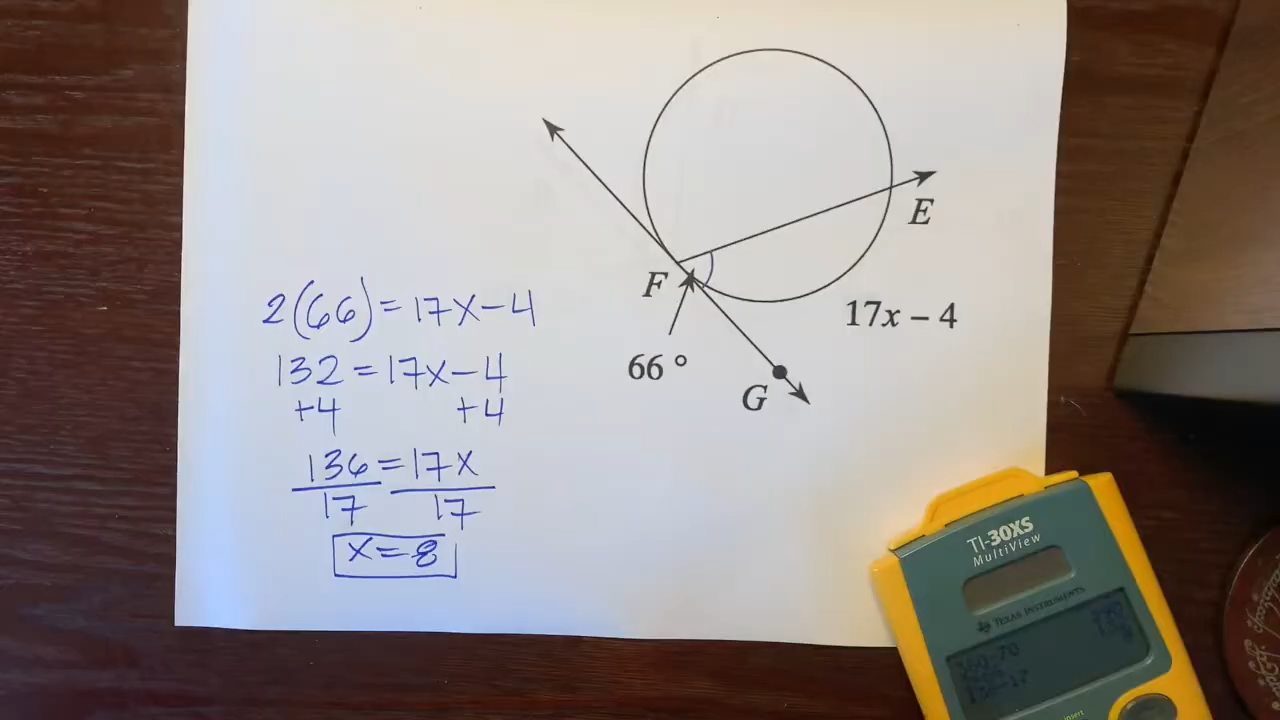 E
F
17x – 4
66 °
G
2(66)=17x–4
132=17x–4
+4 +4
136=17x
17 17
x=8
TI-30XS
MultiView
TEXAS INSTRUMENTS
insert